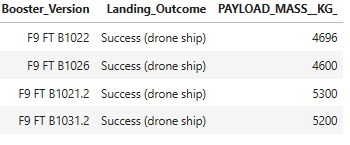 Booster_Version Landing_Outcome PAYLOAD_MASS__KG_
F9 FT B1022 Success (drone ship) 4696
F9 FT B1026 Success (drone ship) 4600
F9 FT B1021.2 Success (drone ship) 5300
F9 FT B1031.2 Success (drone ship) 5200